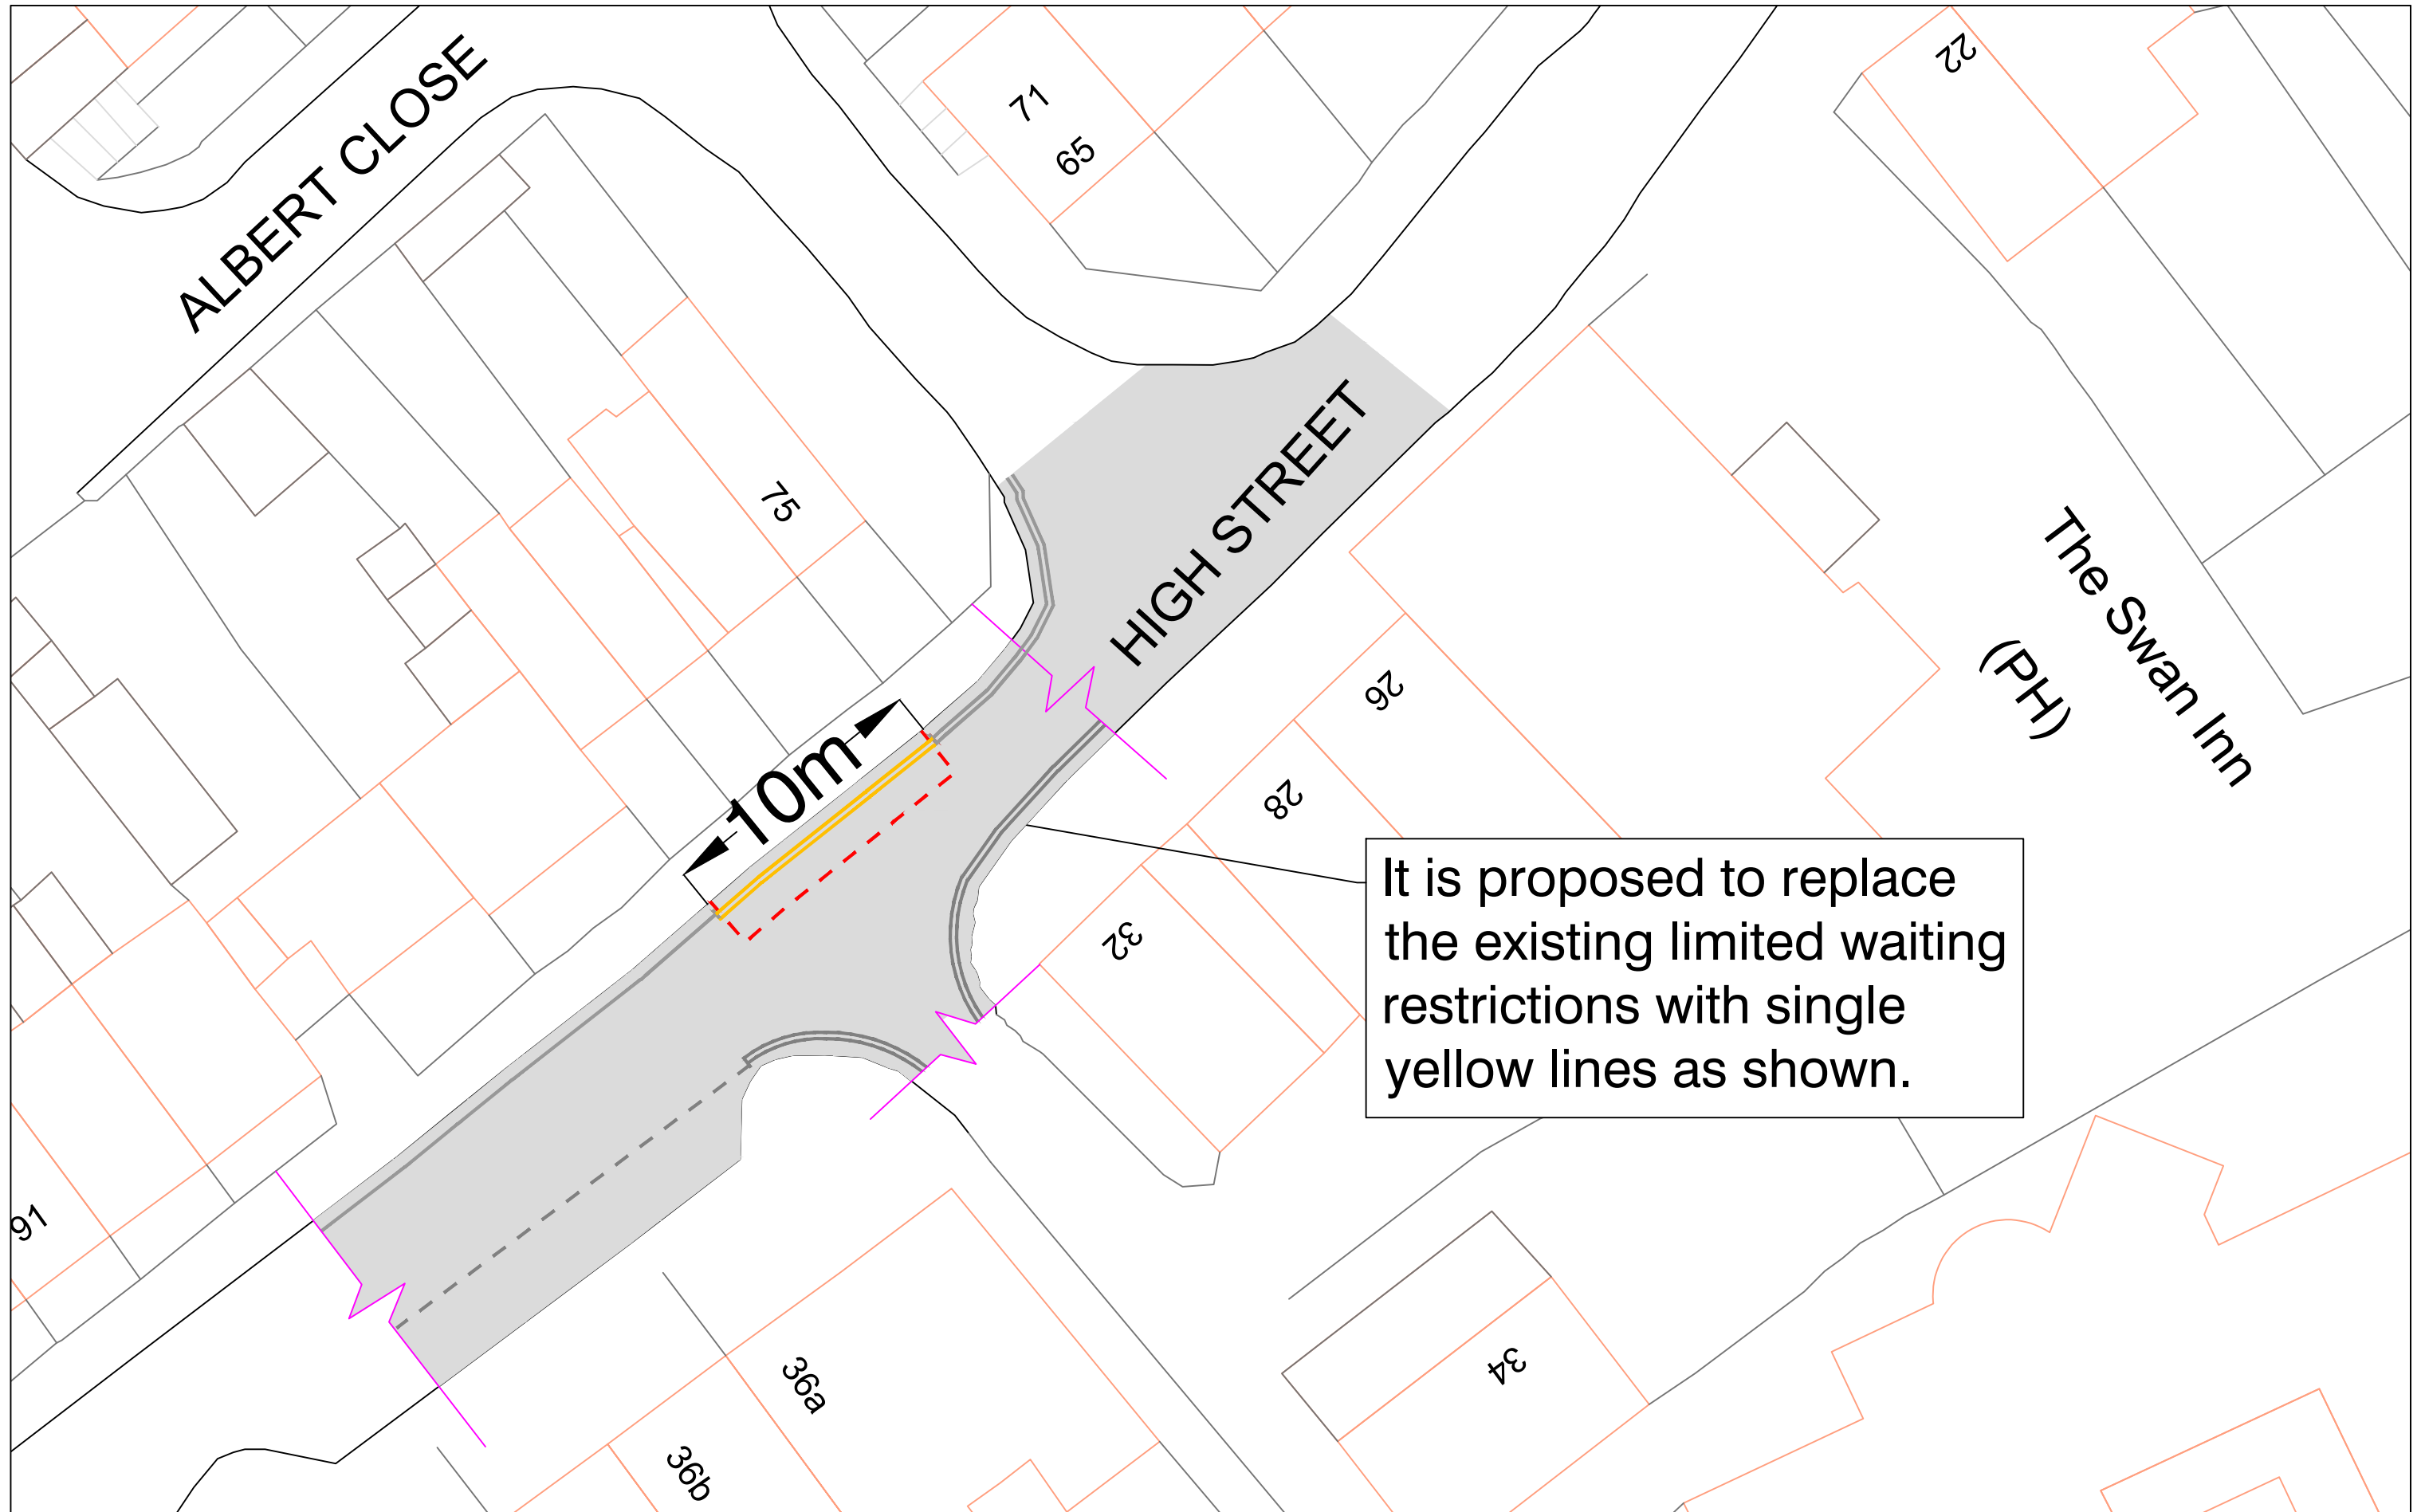 ALBERT CLOSE
71
65
22
75
HIGH STREET
The Swan Inn
(PH)
26
28
32
10m
It is proposed to replace
the existing limited waiting
restrictions with single
yellow lines as shown.
91
36a
36b
34